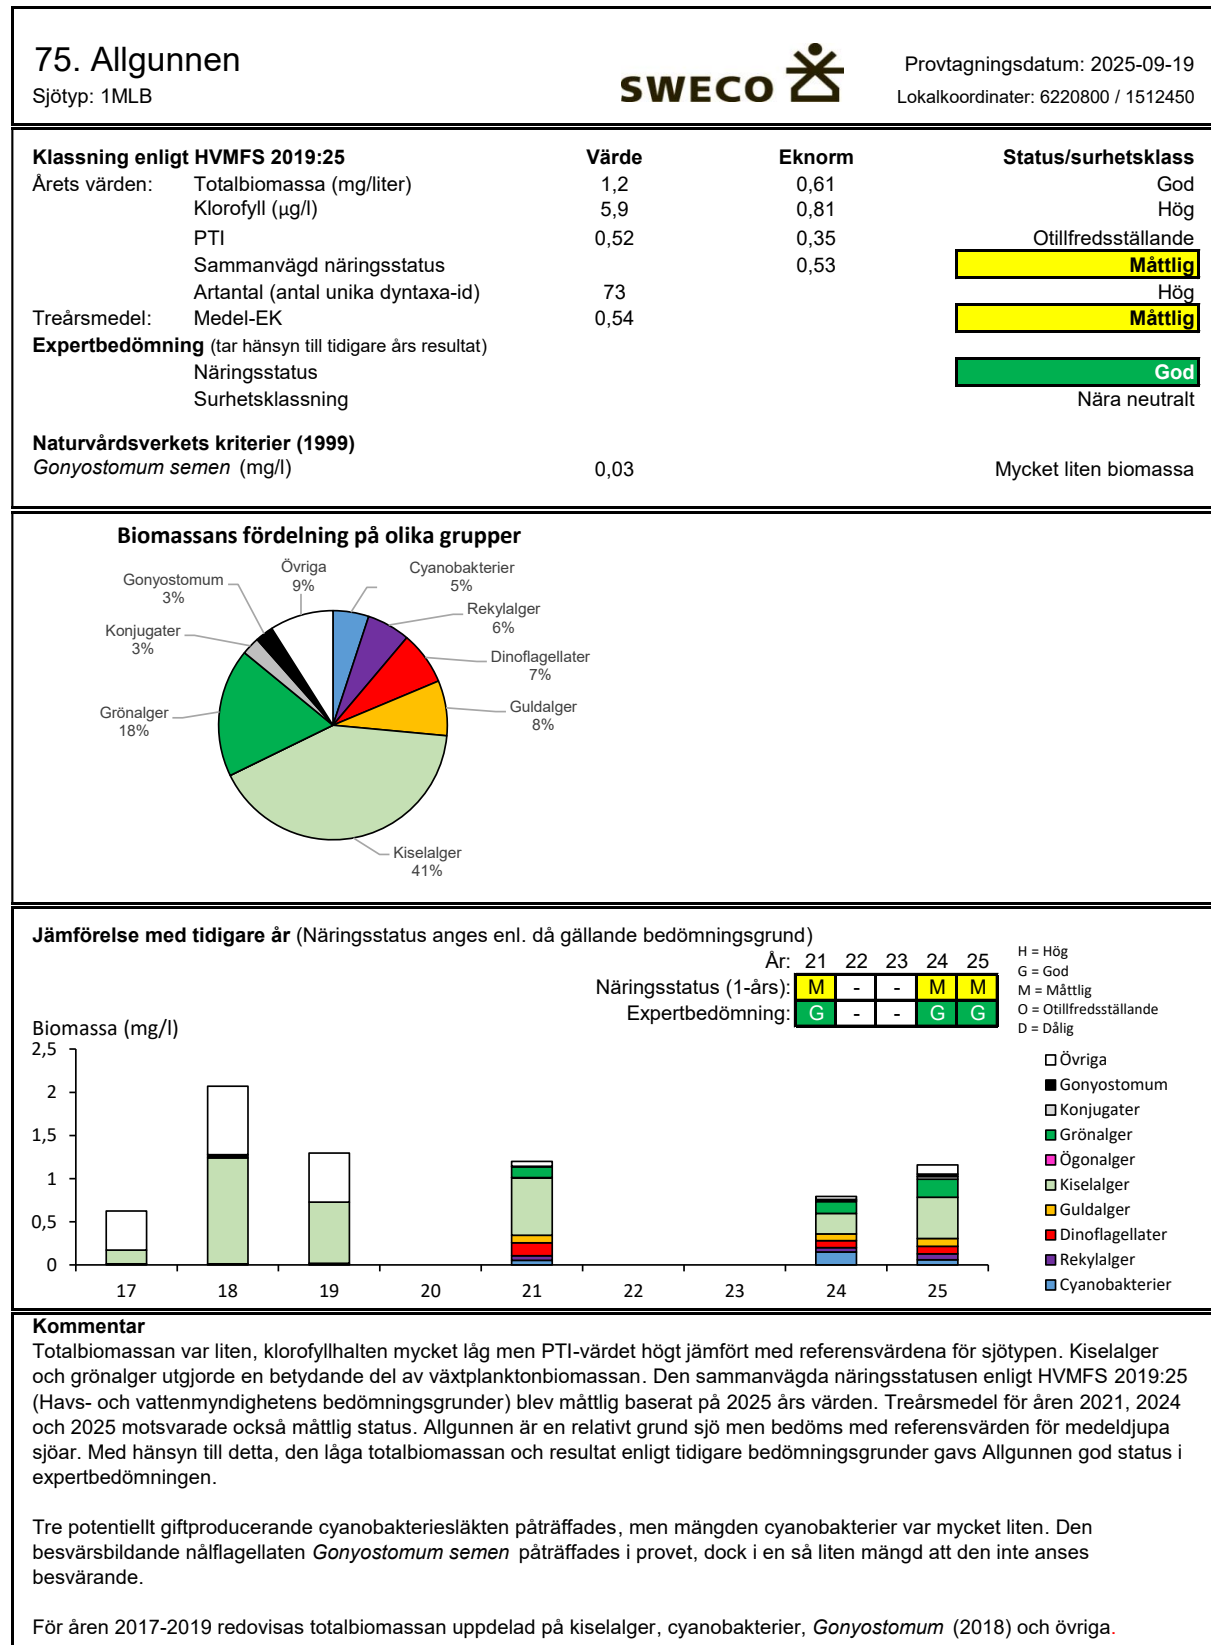 75. Allgunnen
Sjötyp: 1MLB
SWECO
Provtagningsdatum: 2025-09-19
Lokalkoordinater: 6220800 / 1512450
Klassning enligt HVMFS 2019:25 Värde Eknorm Status/surhetsklass
Årets värden: Totalbiomassa (mg/liter) 1,2 0,61 God
Klorofyll (µg/l) 5,9 0,81 Hög
PTI 0,52 0,35 Otillfredsställande
Sammanvägd näringsstatus 0,53 Måttlig
Artantal (antal unika dyntaxa-id) 73 Hög
Treårsmedel: Medel-EK 0,54 Måttlig
Expertbedömning (tar hänsyn till tidigare års resultat)
Näringsstatus God
Surhetsklassning Nära neutralt
Naturvårdsverkets kriterier (1999)
Gonyostomum semen (mg/l) 0,03 Mycket liten biomassa
Biomassans fördelning på olika grupper
Övriga
9%
Cyanobakterier
5%
Gonyostomum
3%
Rekylalger
6%
Konjugater
3%
Dinoflagellater
7%
Grönalger
18%
Guldalger
8%
Kiselalger
41%
Jämförelse med tidigare år (Näringsstatus anges enl. då gällande bedömningsgrund)
År: 21 22 23 24 25
Näringsstatus (1-års): M - - M M
Expertbedömning: G - - G G
H = Hög
G = God
M = Måttlig
O = Otillfredsställande
D = Dålig
Biomassa (mg/l)
2,5
2
1,5
1
0,5
0
17 18 19 20 21 22 23 24 25
Övriga
Gonyostomum
Konjugater
Grönalger
Ögonalger
Kiselalger
Guldalger
Dinoflagellater
Rekylalger
Cyanobakterier
Kommentar
Totalbiomassan var liten, klorofyllhalten mycket låg men PTI-värdet högt jämfört med referensvärdena för sjötypen. Kiselalger
och grönalger utgjorde en betydande del av växtplanktonbiomassan. Den sammanvägda näringsstatusen enligt HVMFS 2019:25
(Havs- och vattenmyndighetens bedömningsgrunder) blev måttlig baserat på 2025 års värden. Treårsmedel för åren 2021, 2024
och 2025 motsvarade också måttlig status. Allgunnen är en relativt grund sjö men bedöms med referensvärden för medeldjupa
sjöar. Med hänsyn till detta, den låga totalbiomassan och resultat enligt tidigare bedömningsgrunder gavs Allgunnen god status i
expertbedömningen.
Tre potentiellt giftproducerande cyanobakteriesläkten påträffades, men mängden cyanobakterier var mycket liten. Den
besvärsbildande nålflagellaten Gonyostomum semen påträffades i provet, dock i en så liten mängd att den inte anses
besvärande.
För åren 2017-2019 redovisas totalbiomassan uppdelad på kiselalger, cyanobakterier, Gonyostomum (2018) och övriga.